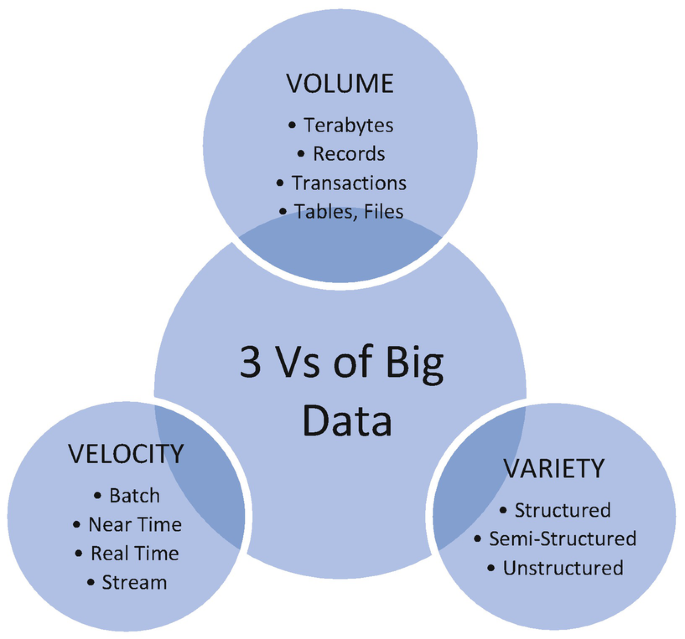 VOLUME
• Terabytes
• Records
• Transactions
• Tables, Files
3 Vs of Big
Data
VELOCITY
• Batch
• Near Time
• Real Time
• Stream
VARIETY
• Structured
• Semi-Structured
• Unstructured